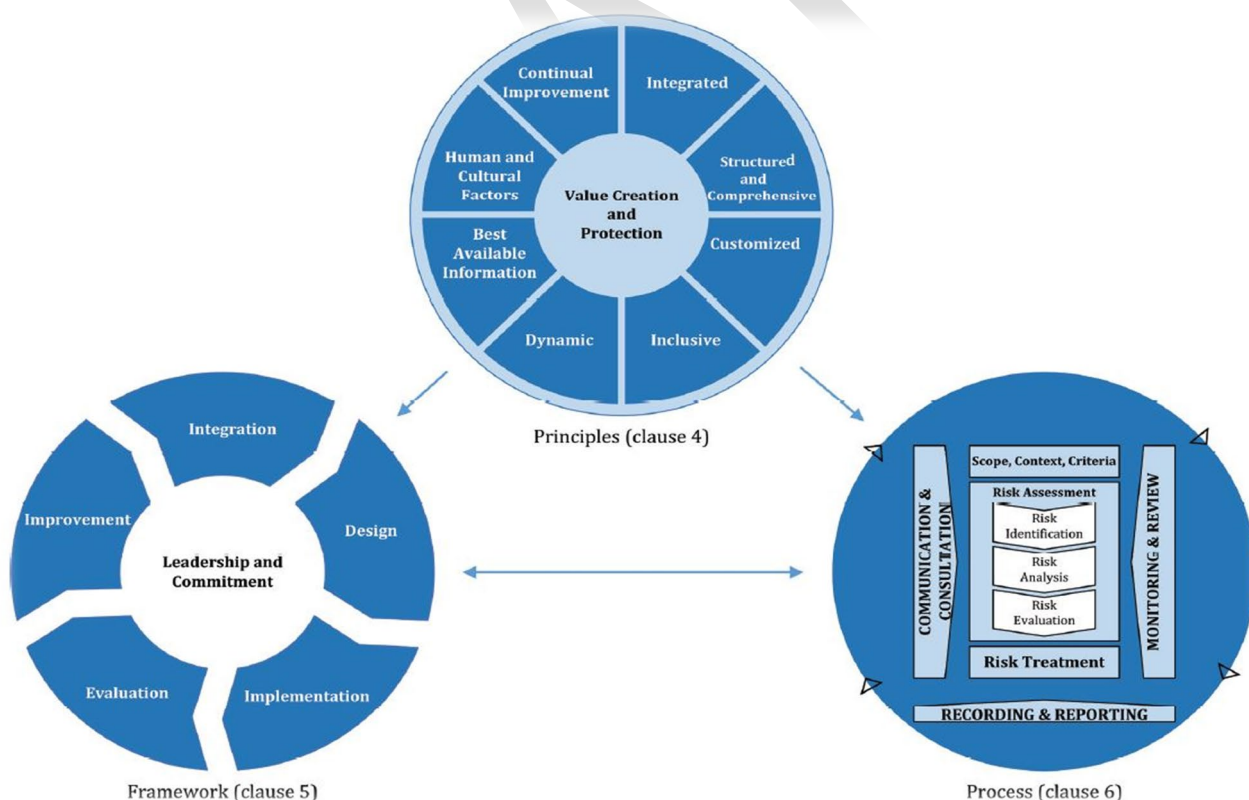 Continual
Improvement
Integrated
Human and
Cultural
Factors
Structured
and
Comprehensive
Value Creation
and
Protection
Best
Available
Information
Customized
Dynamic
Inclusive
Principles (clause 4)
Integration
Improvement
Design
Leadership and
Commitment
Evaluation
Implementation
Framework (clause 5)
Scope, Context, Criteria
COMMUNICATION &
CONSULTATION
Risk Assessment
Risk
Identification
Risk
Analysis
Risk
Evaluation
Risk Treatment
MONITORING & REVIEW
RECORDING & REPORTING
Process (clause 6)